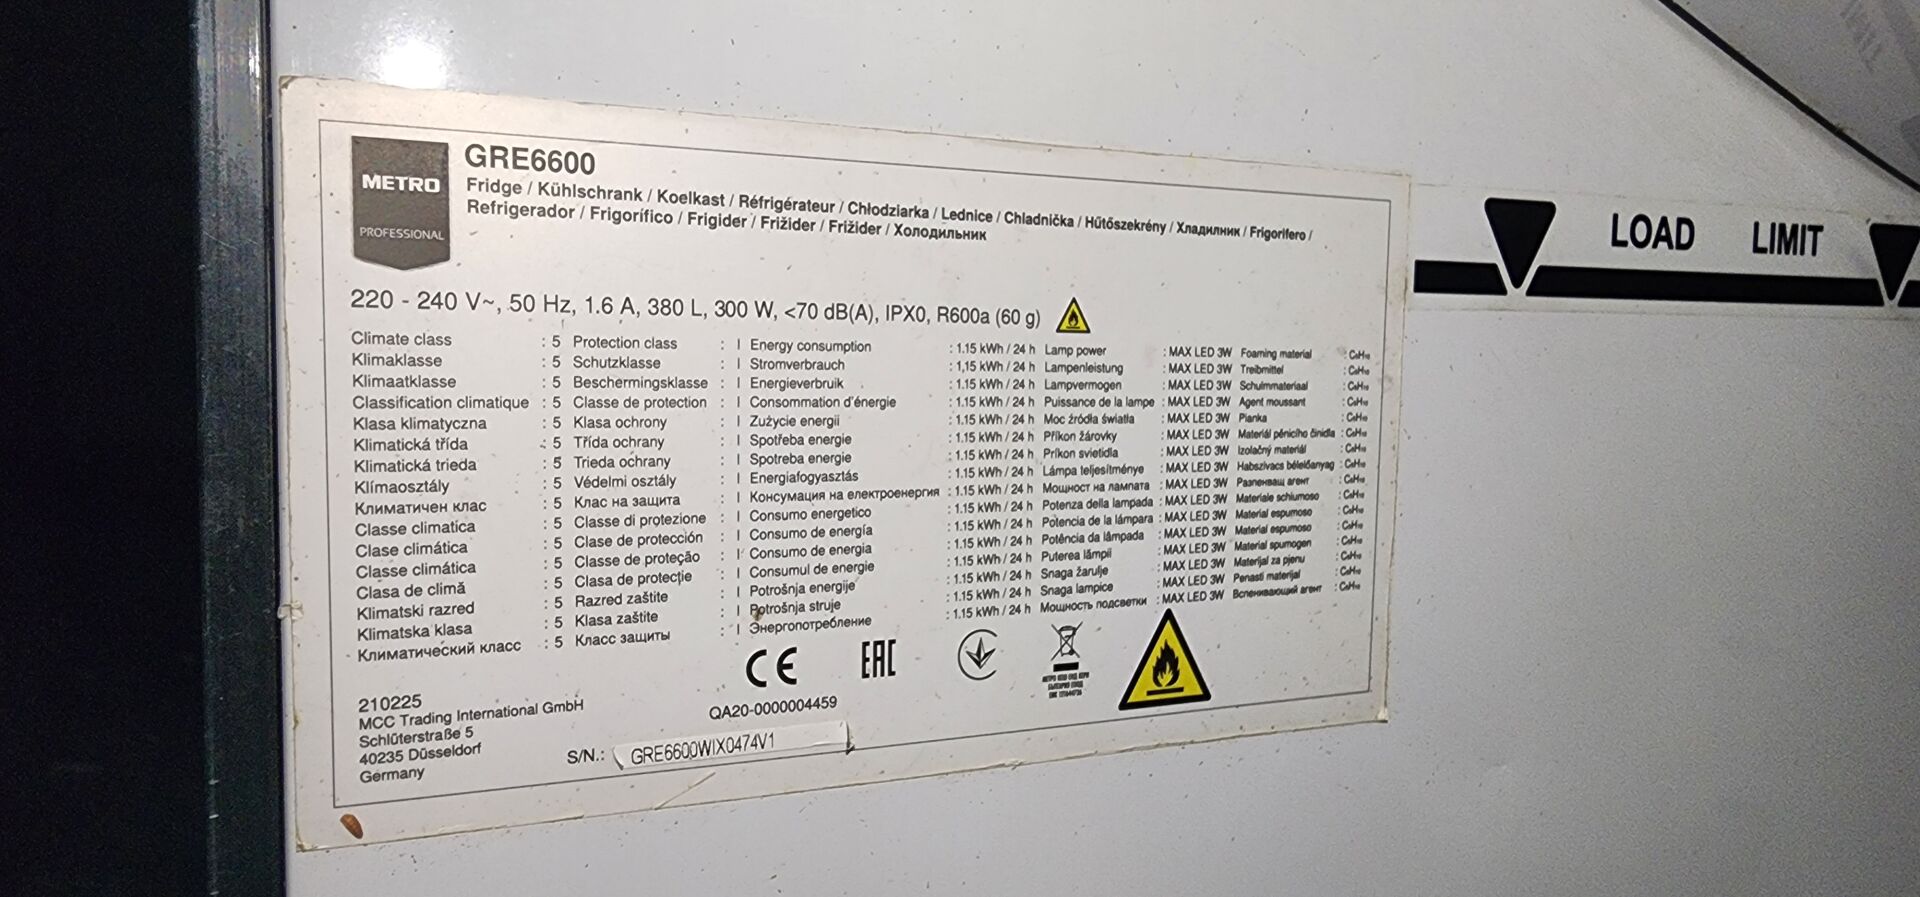 METRO
PROFESSIONAL
GRE6600
Fridge / Kühlschrank / Koelkast / Réfrigérateur / Chłodziarka / Lednice / Chladnička / Hűtőszekrény / Хладилник / Frigorifero /
Refrigerador / Frigorífico / Frigider / Frižider / Frižider / Холодильник
220 - 240 V~, 50 Hz, 1.6 A, 380 L, 300 W, <70 dB(A), IPX0, R600a (60 g)
Climate class : 5 Protection class : I Energy consumption : 1.15 kWh / 24 h Lamp power : MAX LED 3W Foaming material
Klimaklasse : 5 Schutzklasse : I Stromverbrauch : 1,15 kWh / 24 h Lampenleistung : MAX LED 3W Treibmittel
Klimaatklasse : 5 Beschermingsklasse : I Energieverbruik : 1.15 kWh / 24 h Lampvermogen : MAX LED 3W Schuimmateriaal
Classification climatique : 5 Classe de protection : I Consommation d'énergie : 1.15 kWh / 24 h Puissance de la lampe : MAX LED 3W Agent moussant
Klasa klimatyczna : 5 Klasa ochrony : I Zużycie energii : 1.15 kWh / 24 h Moc źródła światła : MAX LED 3W Pianka
Klimatická třída : 5 Třída ochrany : I Spotřeba energie : 1.15 kWh / 24 h Příkon žárovky : MAX LED 3W Materiál pěnicího činidla
Klimatická trieda : 5 Trieda ochrany : I Spotreba energie : 1.15 kWh / 24 h Príkon svietidla : MAX LED 3W Izolačný materiál
Klímaosztály : 5 Védelmi osztály : I Energiafogyasztás : 1.15 kWh / 24 h Lámpa teljesítménye : MAX LED 3W Habszivacs bélelőanyag
Климатичен клас : 5 Клас на защита : I Консумация на електроенергия : 1.15 kWh / 24 h Мощност на лампата : MAX LED 3W Разпенващ агент
Classe climatica : 5 Classe di protezione : I Consumo energetico : 1.15 kWh / 24 h Potenza della lampada : MAX LED 3W Materiale schiumoso
Clase climática : 5 Clase de protección : I Consumo de energía : 1.15 kWh / 24 h Potencia de la lámpara : MAX LED 3W Material espumoso
Classe climática : 5 Classe de proteção : I Consumo de energia : 1.15 kWh / 24 h Potência da lâmpada : MAX LED 3W Material espumoso
Clasa de climă : 5 Clasa de protecție : I Consumul de energie : 1.15 kWh / 24 h Puterea lămpii : MAX LED 3W Material spumogen
Klimatski razred : 5 Razred zaštite : I Potrošnja energije : 1.15 kWh / 24 h Snaga žarulje : MAX LED 3W Materijal za pjenu
Klimatska klasa : 5 Klasa zaštite : I Potrošnja struje : 1.15 kWh / 24 h Snaga lampice : MAX LED 3W Penasti materijal
Климатический класс : 5 Класс защиты : I Энергопотребление : 1.15 kWh / 24 h Мощность подсветки : MAX LED 3W Вспенивающий агент
CE EAC
210225
MCC Trading International GmbH
Schlüterstraße 5
40235 Düsseldorf
Germany
QA20-0000004459
S/N.: GRE6600WIX0474V1
LOAD LIMIT